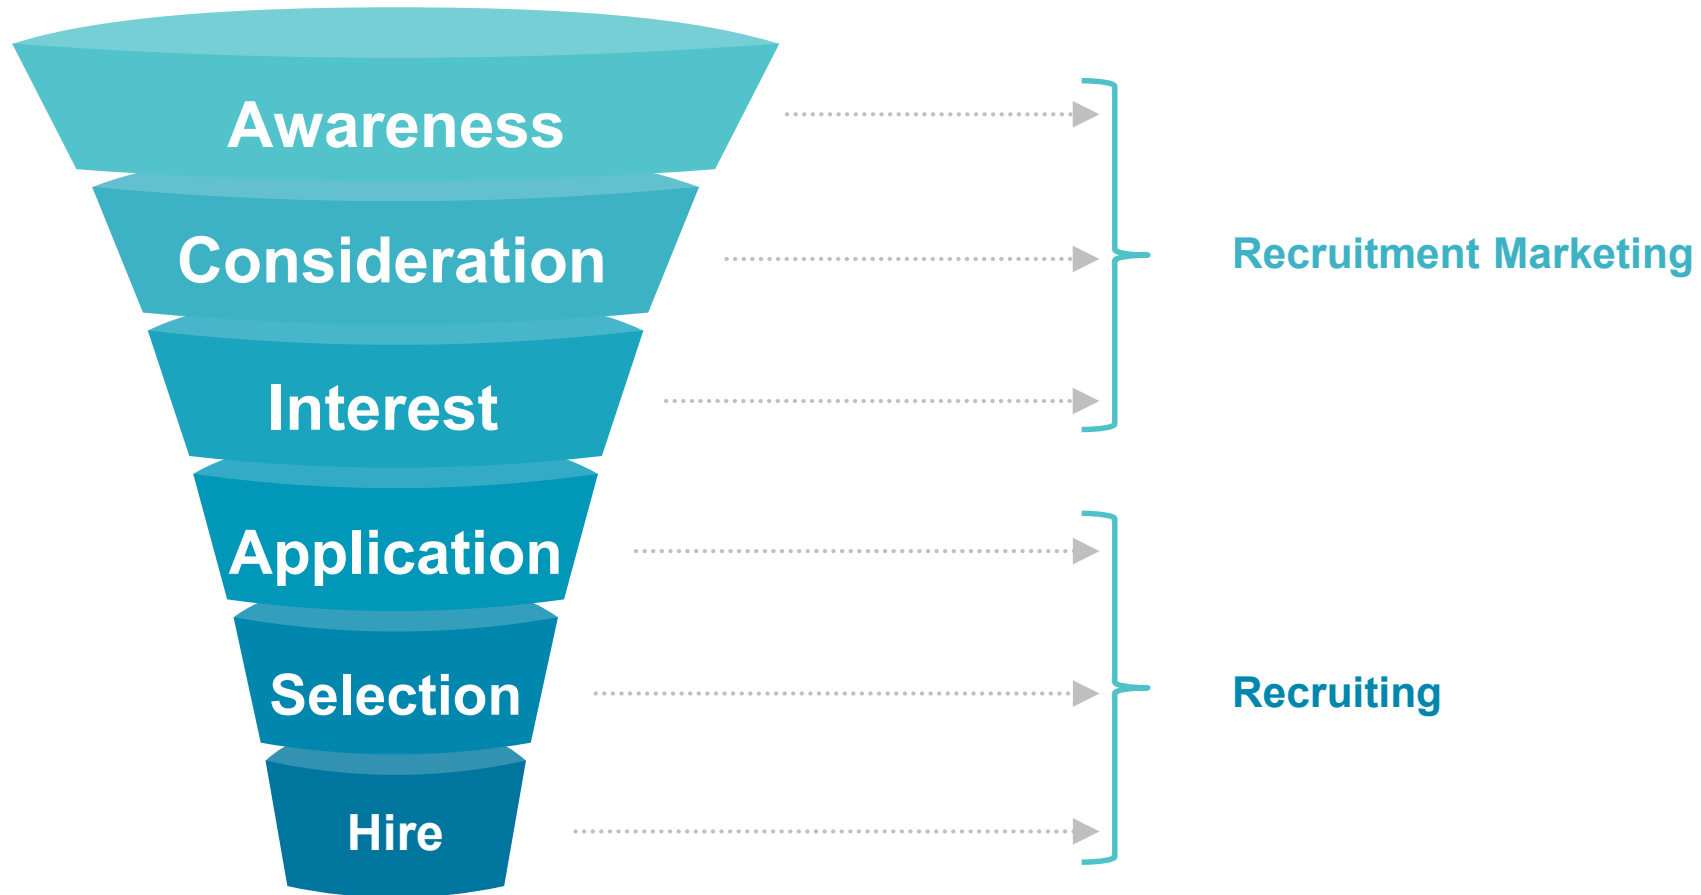 Awareness
Consideration
Recruitment Marketing
Interest
Application
Selection
Recruiting
Hire